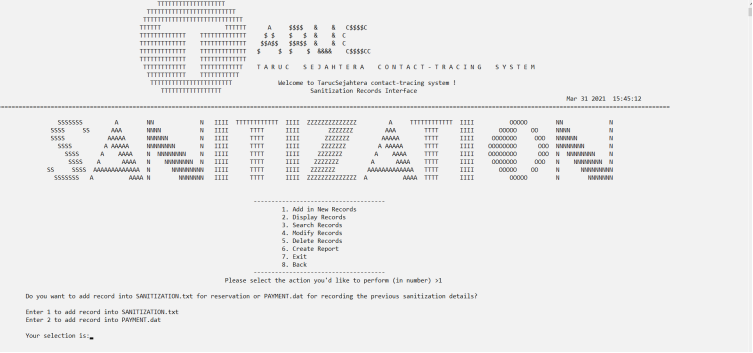 T A R U C   S E J A H T E R A   C O N T A C T - T R A C I N G   S Y S T E M
Welcome to TarucSejahtera contact-tracing system !
Sanitization Records Interface
Mar 31 2021  15:45:12
SANITIZATION
1. Add in New Records
2. Display Records
3. Search Records
4. Modify Records
5. Delete Records
6. Create Report
7. Exit
8. Back
Please select the action you'd like to perform (in number) >1
Do you want to add record into SANITIZATION.txt for reservation or PAYMENT.dat for recording the previous sanitization details?
Enter 1 to add record into SANITIZATION.txt
Enter 2 to add record into PAYMENT.dat
Your selection is: